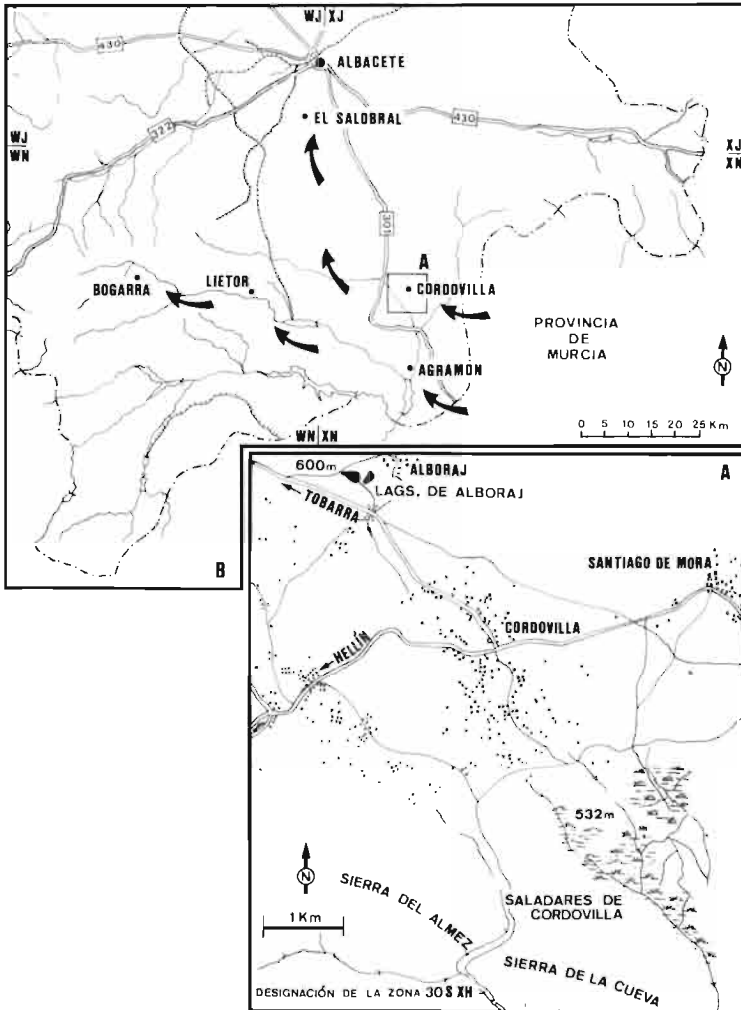 WJ XJ
430
ALBACETE
EL SALOBRAL
430
322
WJ
WN
XJ
XN
301
A
BOGARRA
LIETOR
CORDOVILLA
PROVINCIA
DE
MURCIA
AGRAMON
N
0 5 10 15 20 25 Km
WN XN
B
A
600m
ALBORAJ
LAGS. DE ALBORAJ
TOBARRA
SANTIAGO DE MORA
CORDOVILLA
HELLÍN
532m
N
SIERRA DEL ALMEZ
SALADARES DE
CORDOVILLA
1 Km
SIERRA DE LA CUEVA
DESIGNACIÓN DE LA ZONA 30S XH